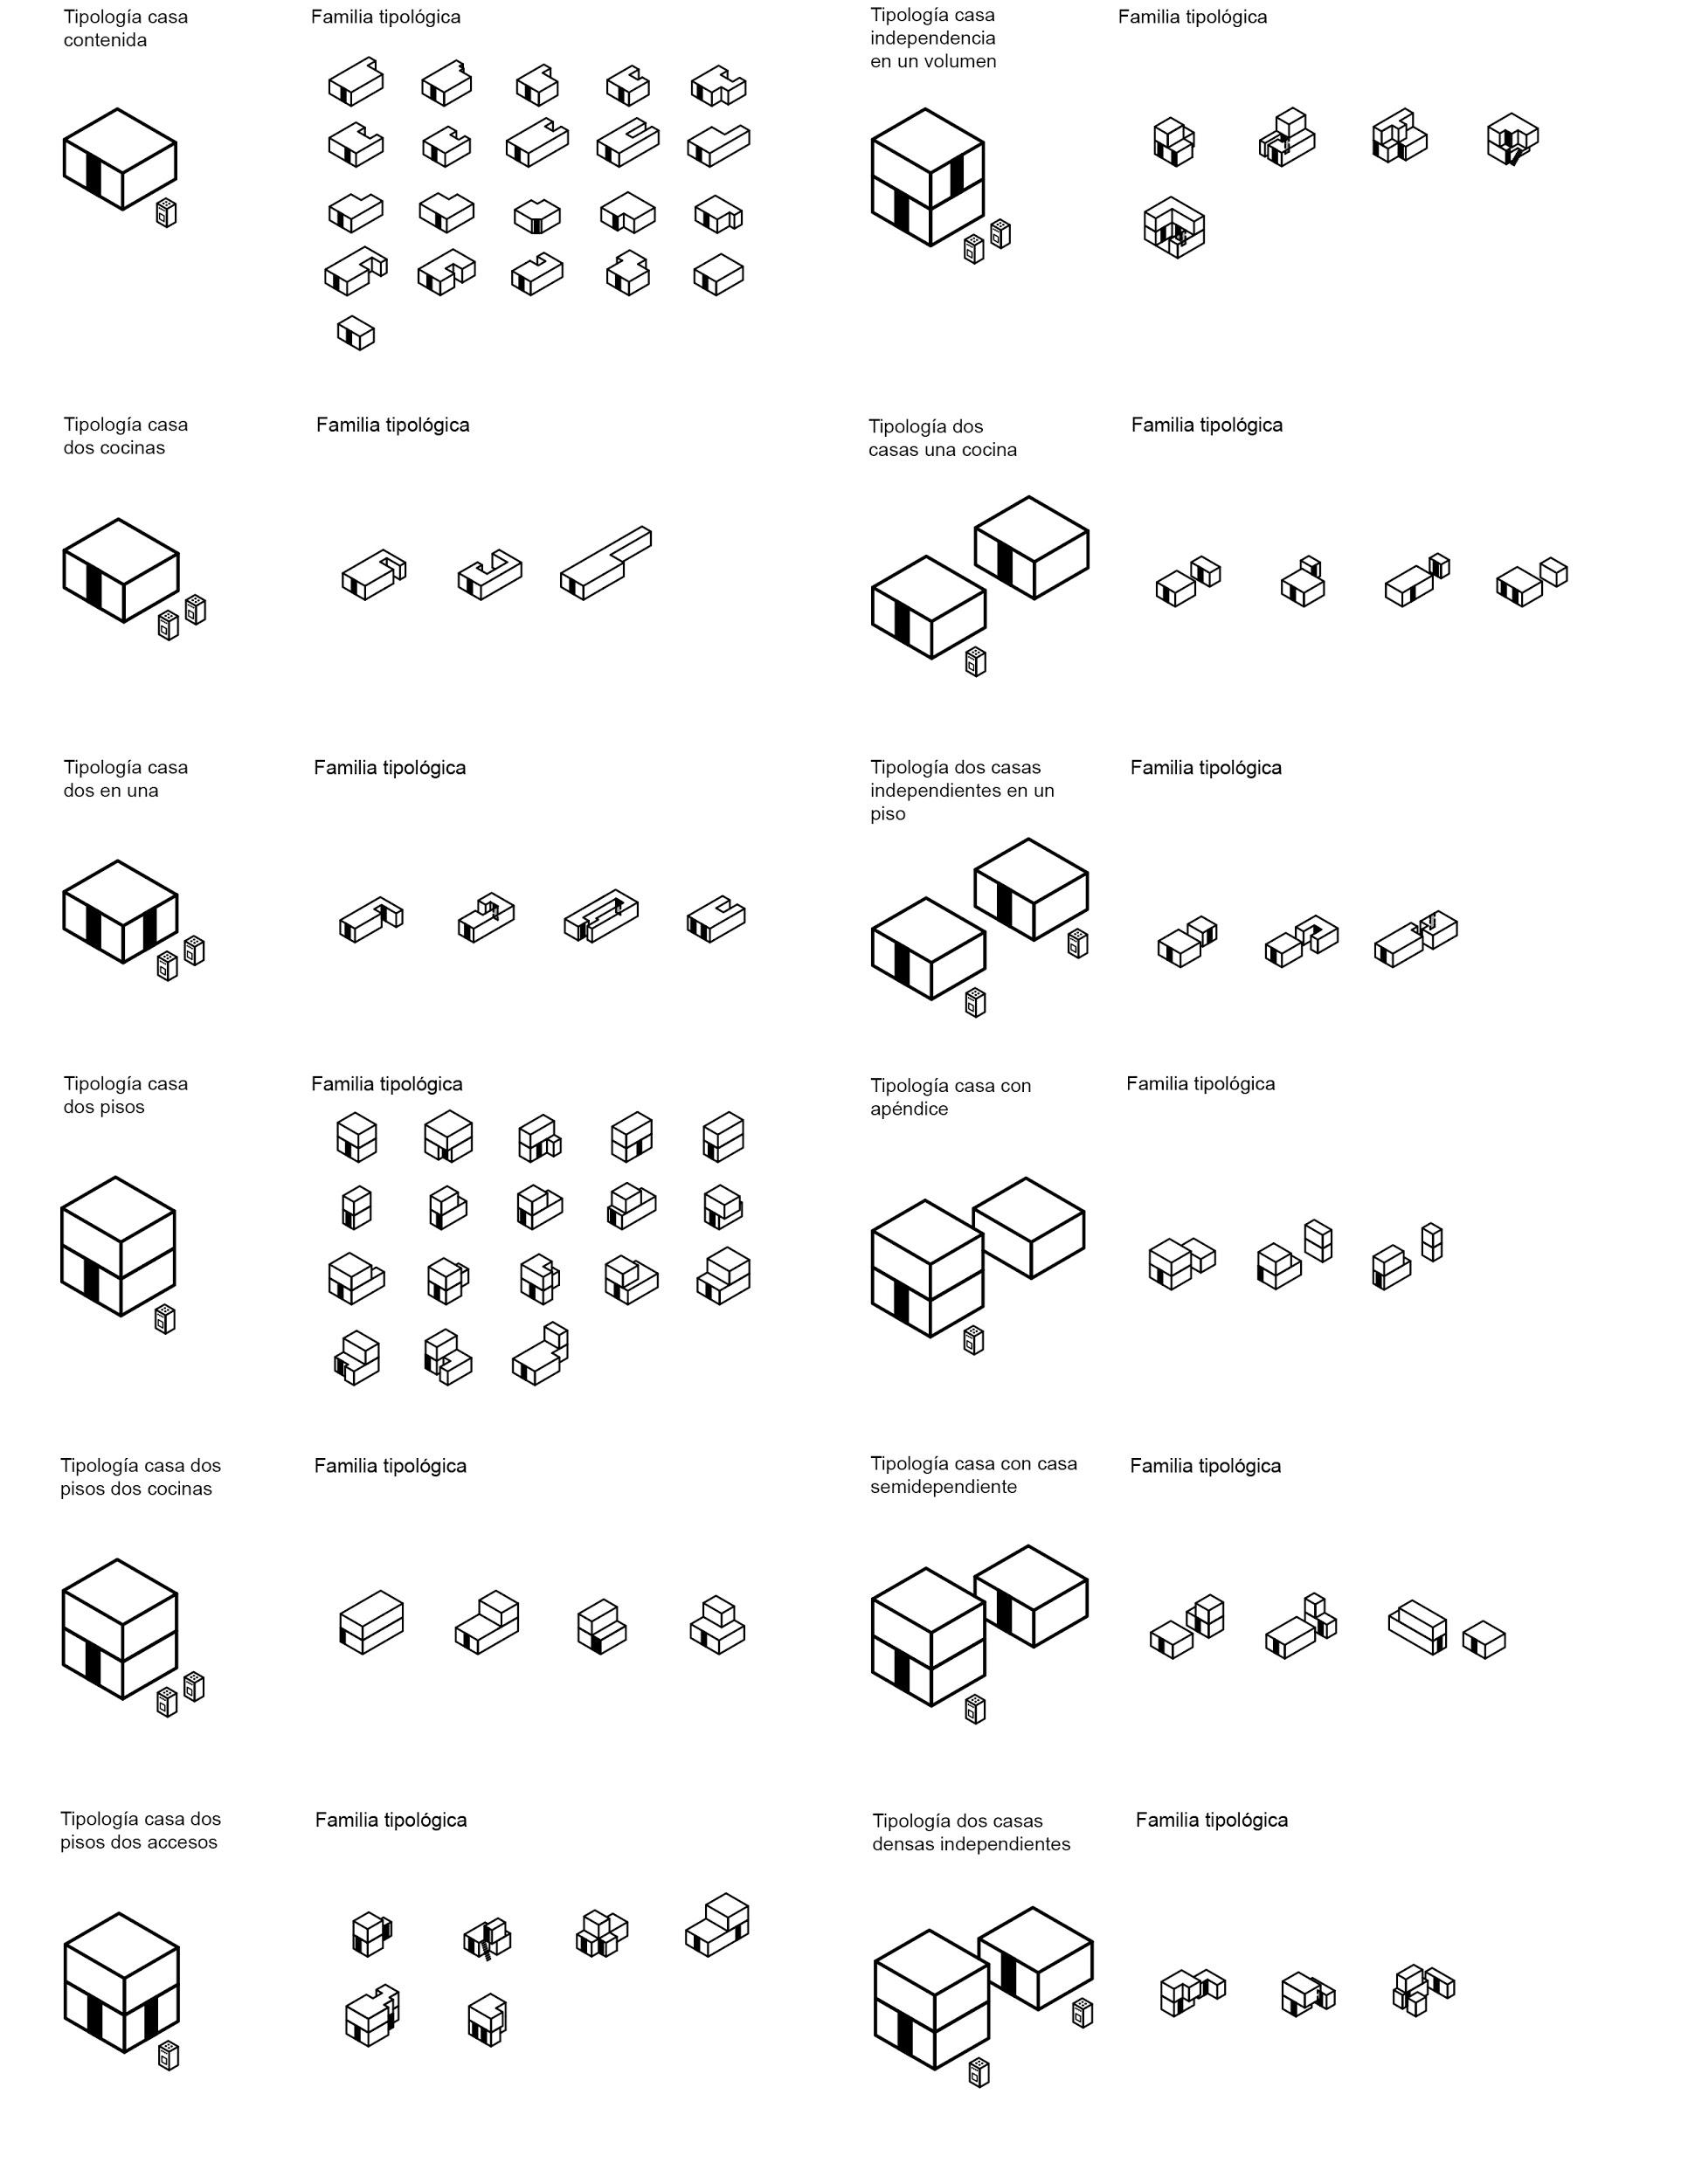 Tipología casa
contenida
Familia tipológica
Tipología casa
independencia
en un volumen
Familia tipológica
Tipología casa
dos cocinas
Familia tipológica
Tipología dos
casas una cocina
Familia tipológica
Tipología casa
dos en una
Familia tipológica
Tipología dos casas
independientes en un
piso
Familia tipológica
Tipología casa
dos pisos
Familia tipológica
Tipología casa con
apéndice
Familia tipológica
Tipología casa dos
pisos dos cocinas
Familia tipológica
Tipología casa con casa
semidependiente
Familia tipológica
Tipología casa dos
pisos dos accesos
Familia tipológica
Tipología dos casas
densas independientes
Familia tipológica